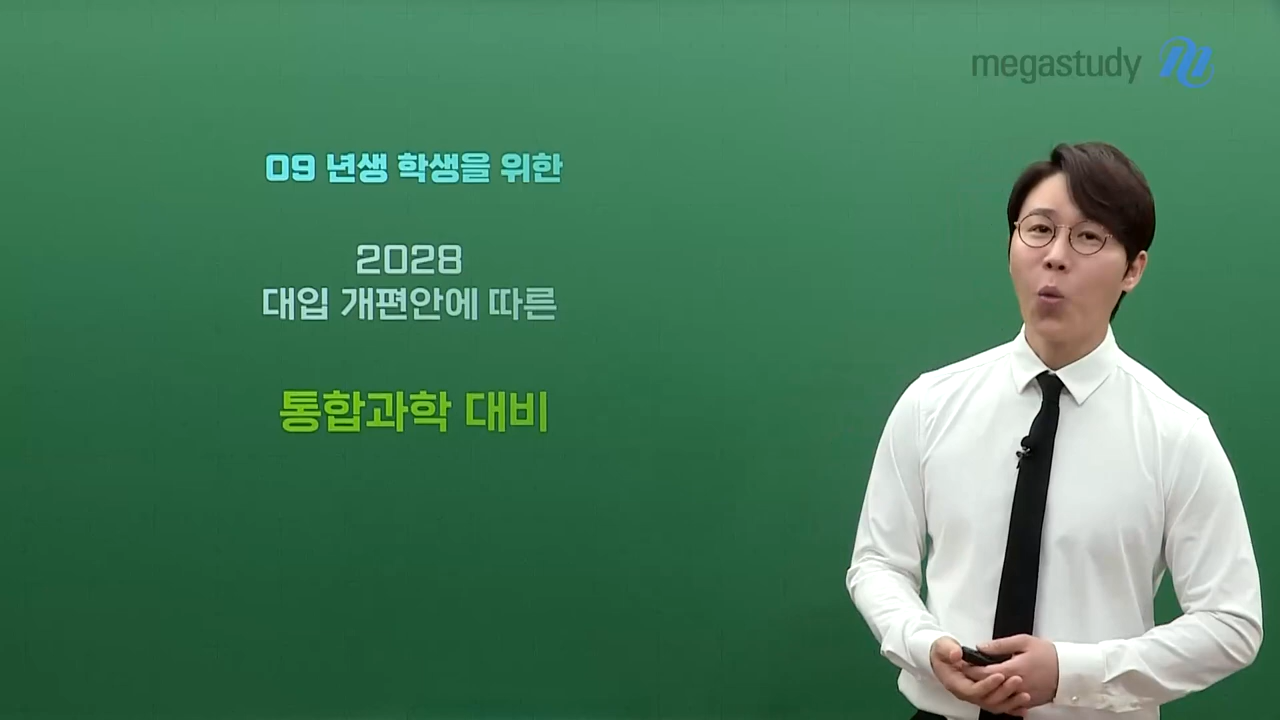 megastudy
09 년생 학생을 위한
2028
대입 개편안에 따른
통합과학 대비